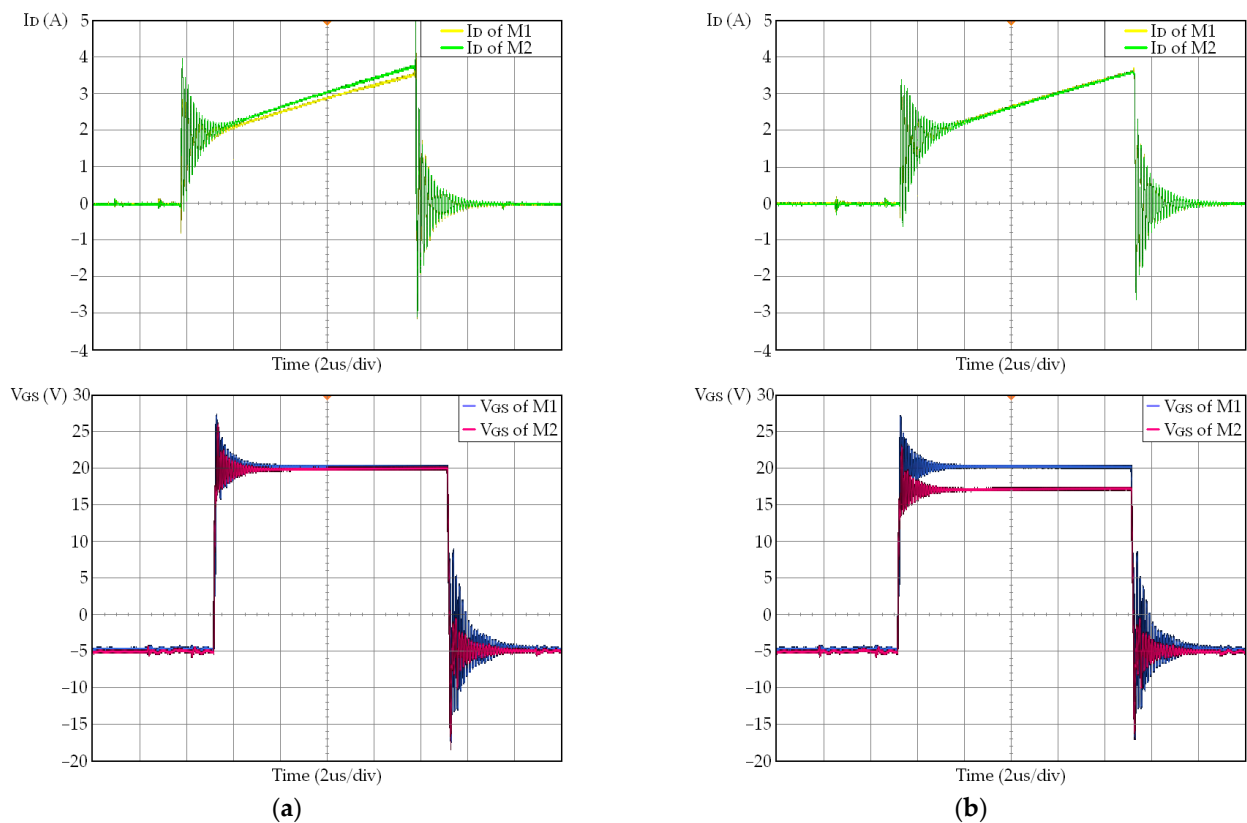 ID (A)
5
4
3
2
1
0
−1
−2
−3
−4
ID of M1
ID of M2
Time (2us/div)
ID (A)
5
4
3
2
1
0
−1
−2
−3
−4
ID of M1
ID of M2
Time (2us/div)
VGS (V)
30
25
20
15
10
5
0
−5
−10
−15
−20
VGS of M1
VGS of M2
Time (2us/div)
VGS (V)
30
25
20
15
10
5
0
−5
−10
−15
−20
VGS of M1
VGS of M2
Time (2us/div)
(a)
(b)